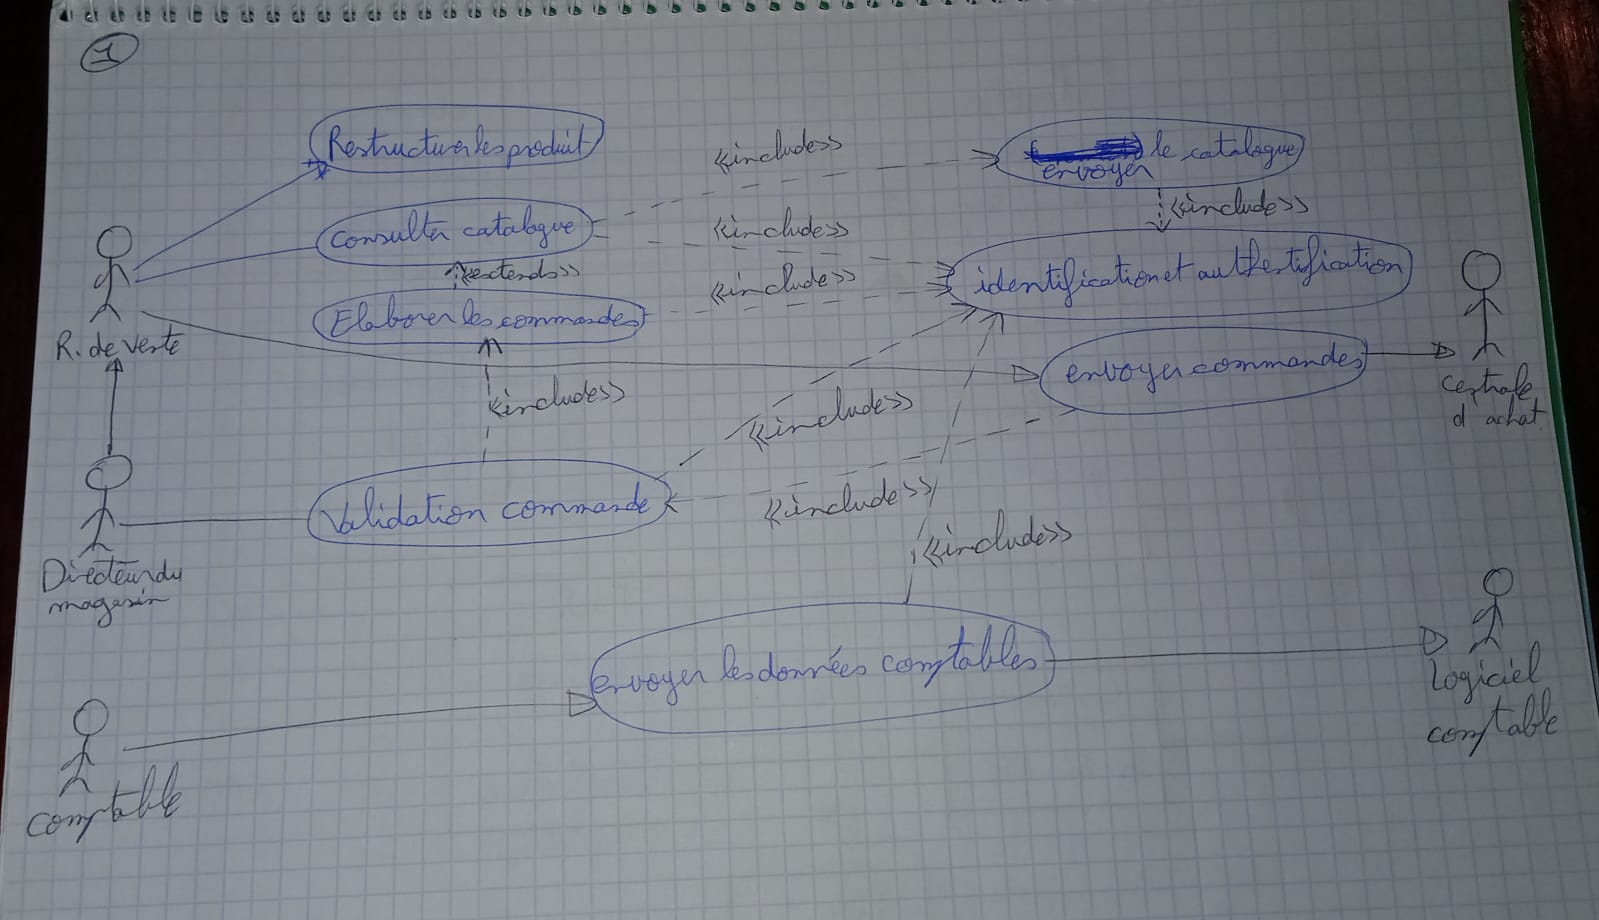 1
Restructurer les produit
<<include>>
le catalogue
envoyer
consulter catalogue
<<include>>
<<include>>
<<extends>>
<<include>>
identification et authentification
Elaborer les commandes
R. de vente
envoyer commandes
centrale
d'achat.
<<include>>
<<include>>
Validation commande
<<include>>
<<include>>
Directeur du
magasin
envoyer les données comptables
Logiciel
comptable
comptable